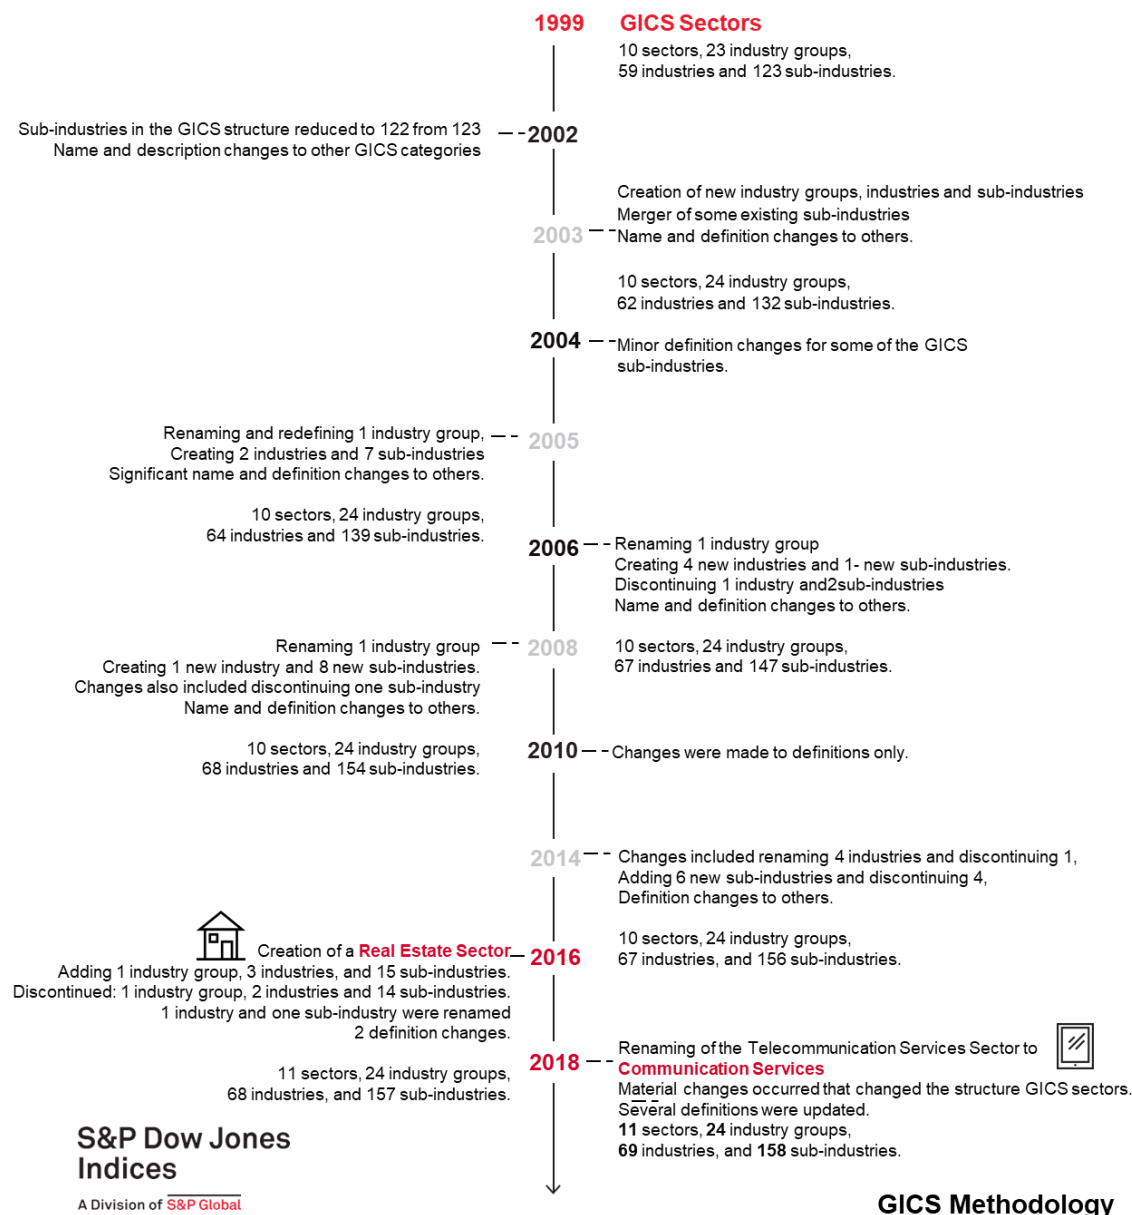 1999 GICS Sectors
10 sectors, 23 industry groups,
59 industries and 123 sub-industries.
Sub-industries in the GICS structure reduced to 122 from 123
Name and description changes to other GICS categories
2002
Creation of new industry groups, industries and sub-industries
Merger of some existing sub-industries
Name and definition changes to others.
2003
10 sectors, 24 industry groups,
62 industries and 132 sub-industries.
2004
Minor definition changes for some of the GICS
sub-industries.
Renaming and redefining 1 industry group,
Creating 2 industries and 7 sub-industries
Significant name and definition changes to others.
2005
10 sectors, 24 industry groups,
64 industries and 139 sub-industries.
2006
Renaming 1 industry group
Creating 4 new industries and 1- new sub-industries.
Discontinuing 1 industry and2sub-industries
Name and definition changes to others.
10 sectors, 24 industry groups,
67 industries and 147 sub-industries.
Renaming 1 industry group
Creating 1 new industry and 8 new sub-industries.
Changes also included discontinuing one sub-industry
Name and definition changes to others.
2008
10 sectors, 24 industry groups,
68 industries and 154 sub-industries.
2010
Changes were made to definitions only.
2014
Changes included renaming 4 industries and discontinuing 1,
Adding 6 new sub-industries and discontinuing 4,
Definition changes to others.
10 sectors, 24 industry groups,
67 industries, and 156 sub-industries.
Creation of a Real Estate Sector
2016
Adding 1 industry group, 3 industries, and 15 sub-industries.
Discontinued: 1 industry group, 2 industries and 14 sub-industries.
1 industry and one sub-industry were renamed
2 definition changes.
11 sectors, 24 industry groups,
68 industries, and 157 sub-industries.
2018
Renaming of the Telecommunication Services Sector to
Communication Services
Material changes occurred that changed the structure GICS sectors.
Several definitions were updated.
11 sectors, 24 industry groups,
69 industries, and 158 sub-industries.
S&P Dow Jones
Indices
A Division of S&P Global
GICS Methodology